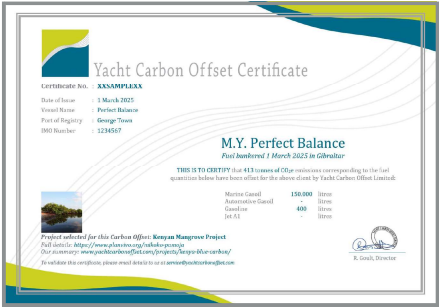 Yacht Carbon Offset Certificate
Certificate No. : XXSAMPLEXX
Date of Issue : 1 March 2025
Vessel Name : Perfect Balance
Port of Registry : George Town
IMO Number : 1234567
M.Y. Perfect Balance
Fuel bunkered 1 March 2025 in Gibraltar
THIS IS TO CERTIFY that 413 tonnes of CO2e emissions corresponding to the fuel
quantities below have been offset for the above client by Yacht Carbon Offset Limited:
Marine Gasoil 150.000 litres
Automotive Gasoil - litres
Gasoline 400 litres
Jet A1 - litres
Project selected for this Carbon Offset: Kenyan Mangrove Project
Full details: https://www.planvivo.org/mikoko-pamoja
Our summary: www.yachtcarbonoffset.com/projects/kenya-blue-carbon/
To validate this certificate, please email details to us at service@yachtcarbonoffset.com
R. Goult, Director